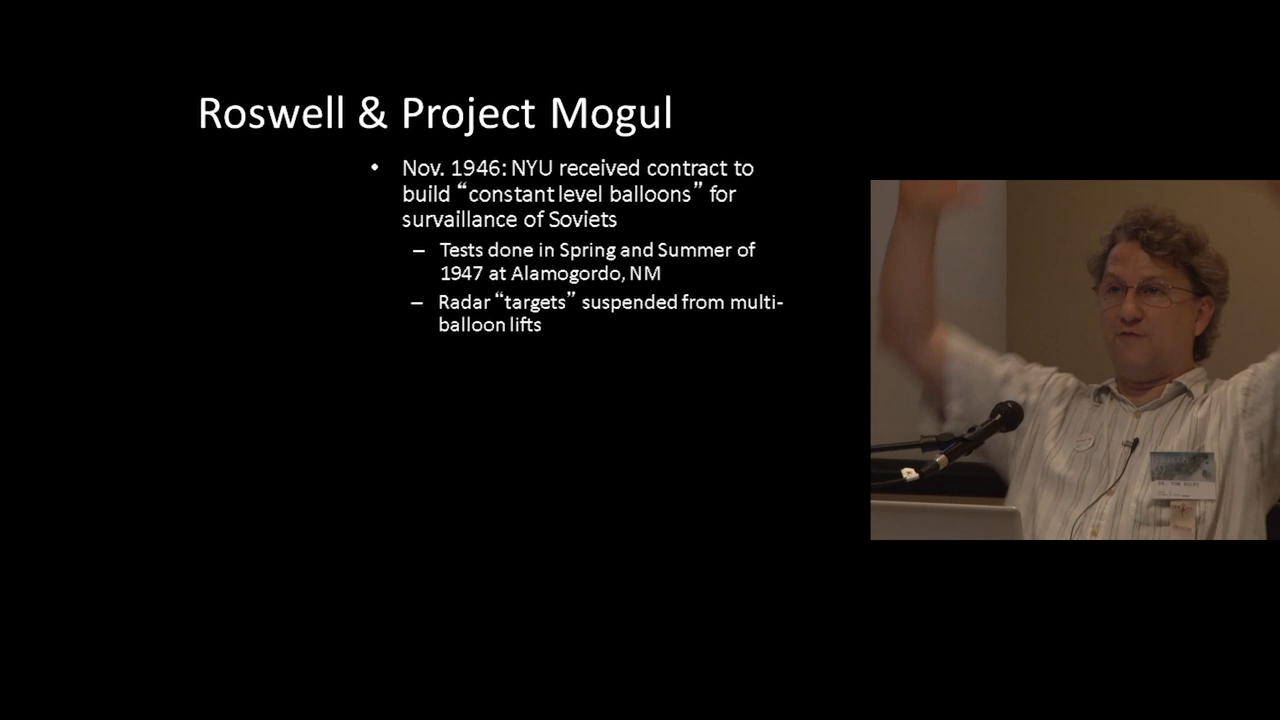 Roswell & Project Mogul
• Nov. 1946: NYU received contract to
build “constant level balloons” for
survaillance of Soviets
– Tests done in Spring and Summer of
1947 at Alamogordo, NM
– Radar “targets” suspended from multi-
balloon lifts